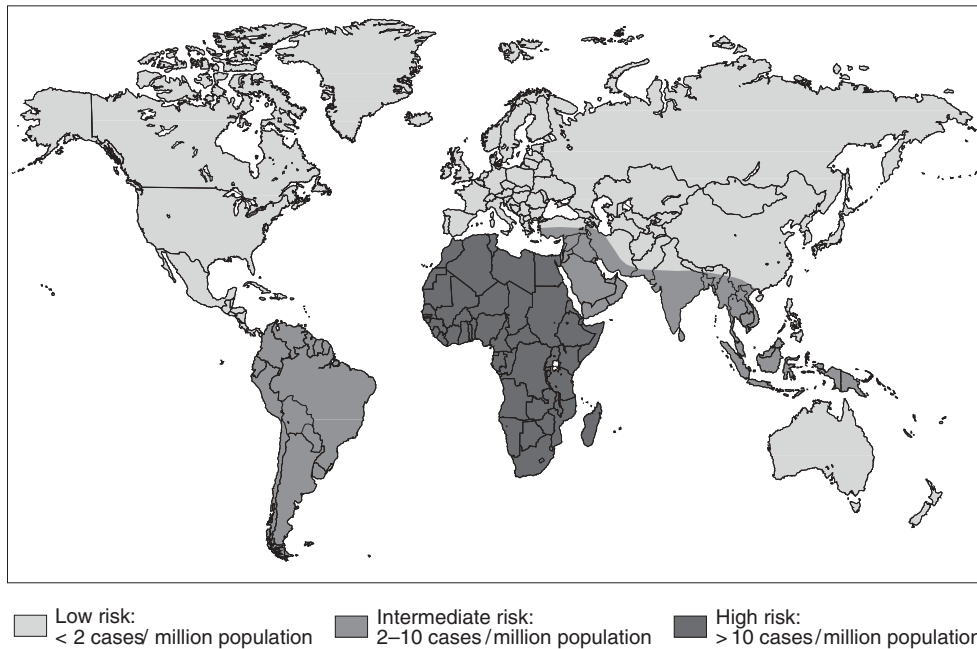 Low risk:
< 2 cases/ million population
Intermediate risk:
2–10 cases/million population
High risk:
> 10 cases/million population